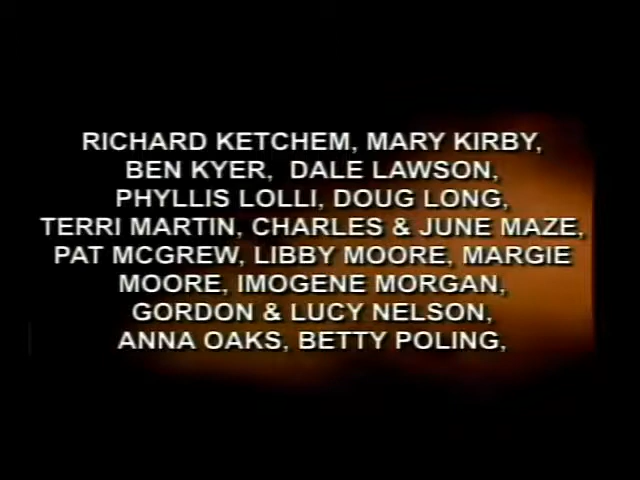 RICHARD KETCHEM, MARY KIRBY,
BEN KYER, DALE LAWSON,
PHYLLIS LOLLI, DOUG LONG,
TERRI MARTIN, CHARLES & JUNE MAZE,
PAT MCGREW, LIBBY MOORE, MARGIE
MOORE, IMOGENE MORGAN,
GORDON & LUCY NELSON,
ANNA OAKS, BETTY POLING,